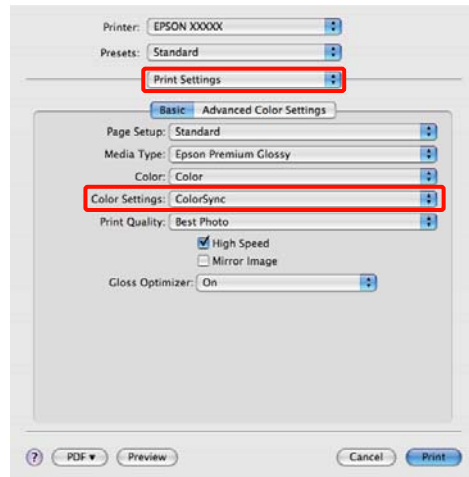 Printer: EPSON XXXXX
Presets: Standard
Print Settings
Basic Advanced Color Settings
Page Setup: Standard
Media Type: Epson Premium Glossy
Color: Color
Color Settings: ColorSync
Print Quality: Best Photo
High Speed
Mirror Image
Gloss Optimizer: On
? PDF ▾ Preview Cancel Print